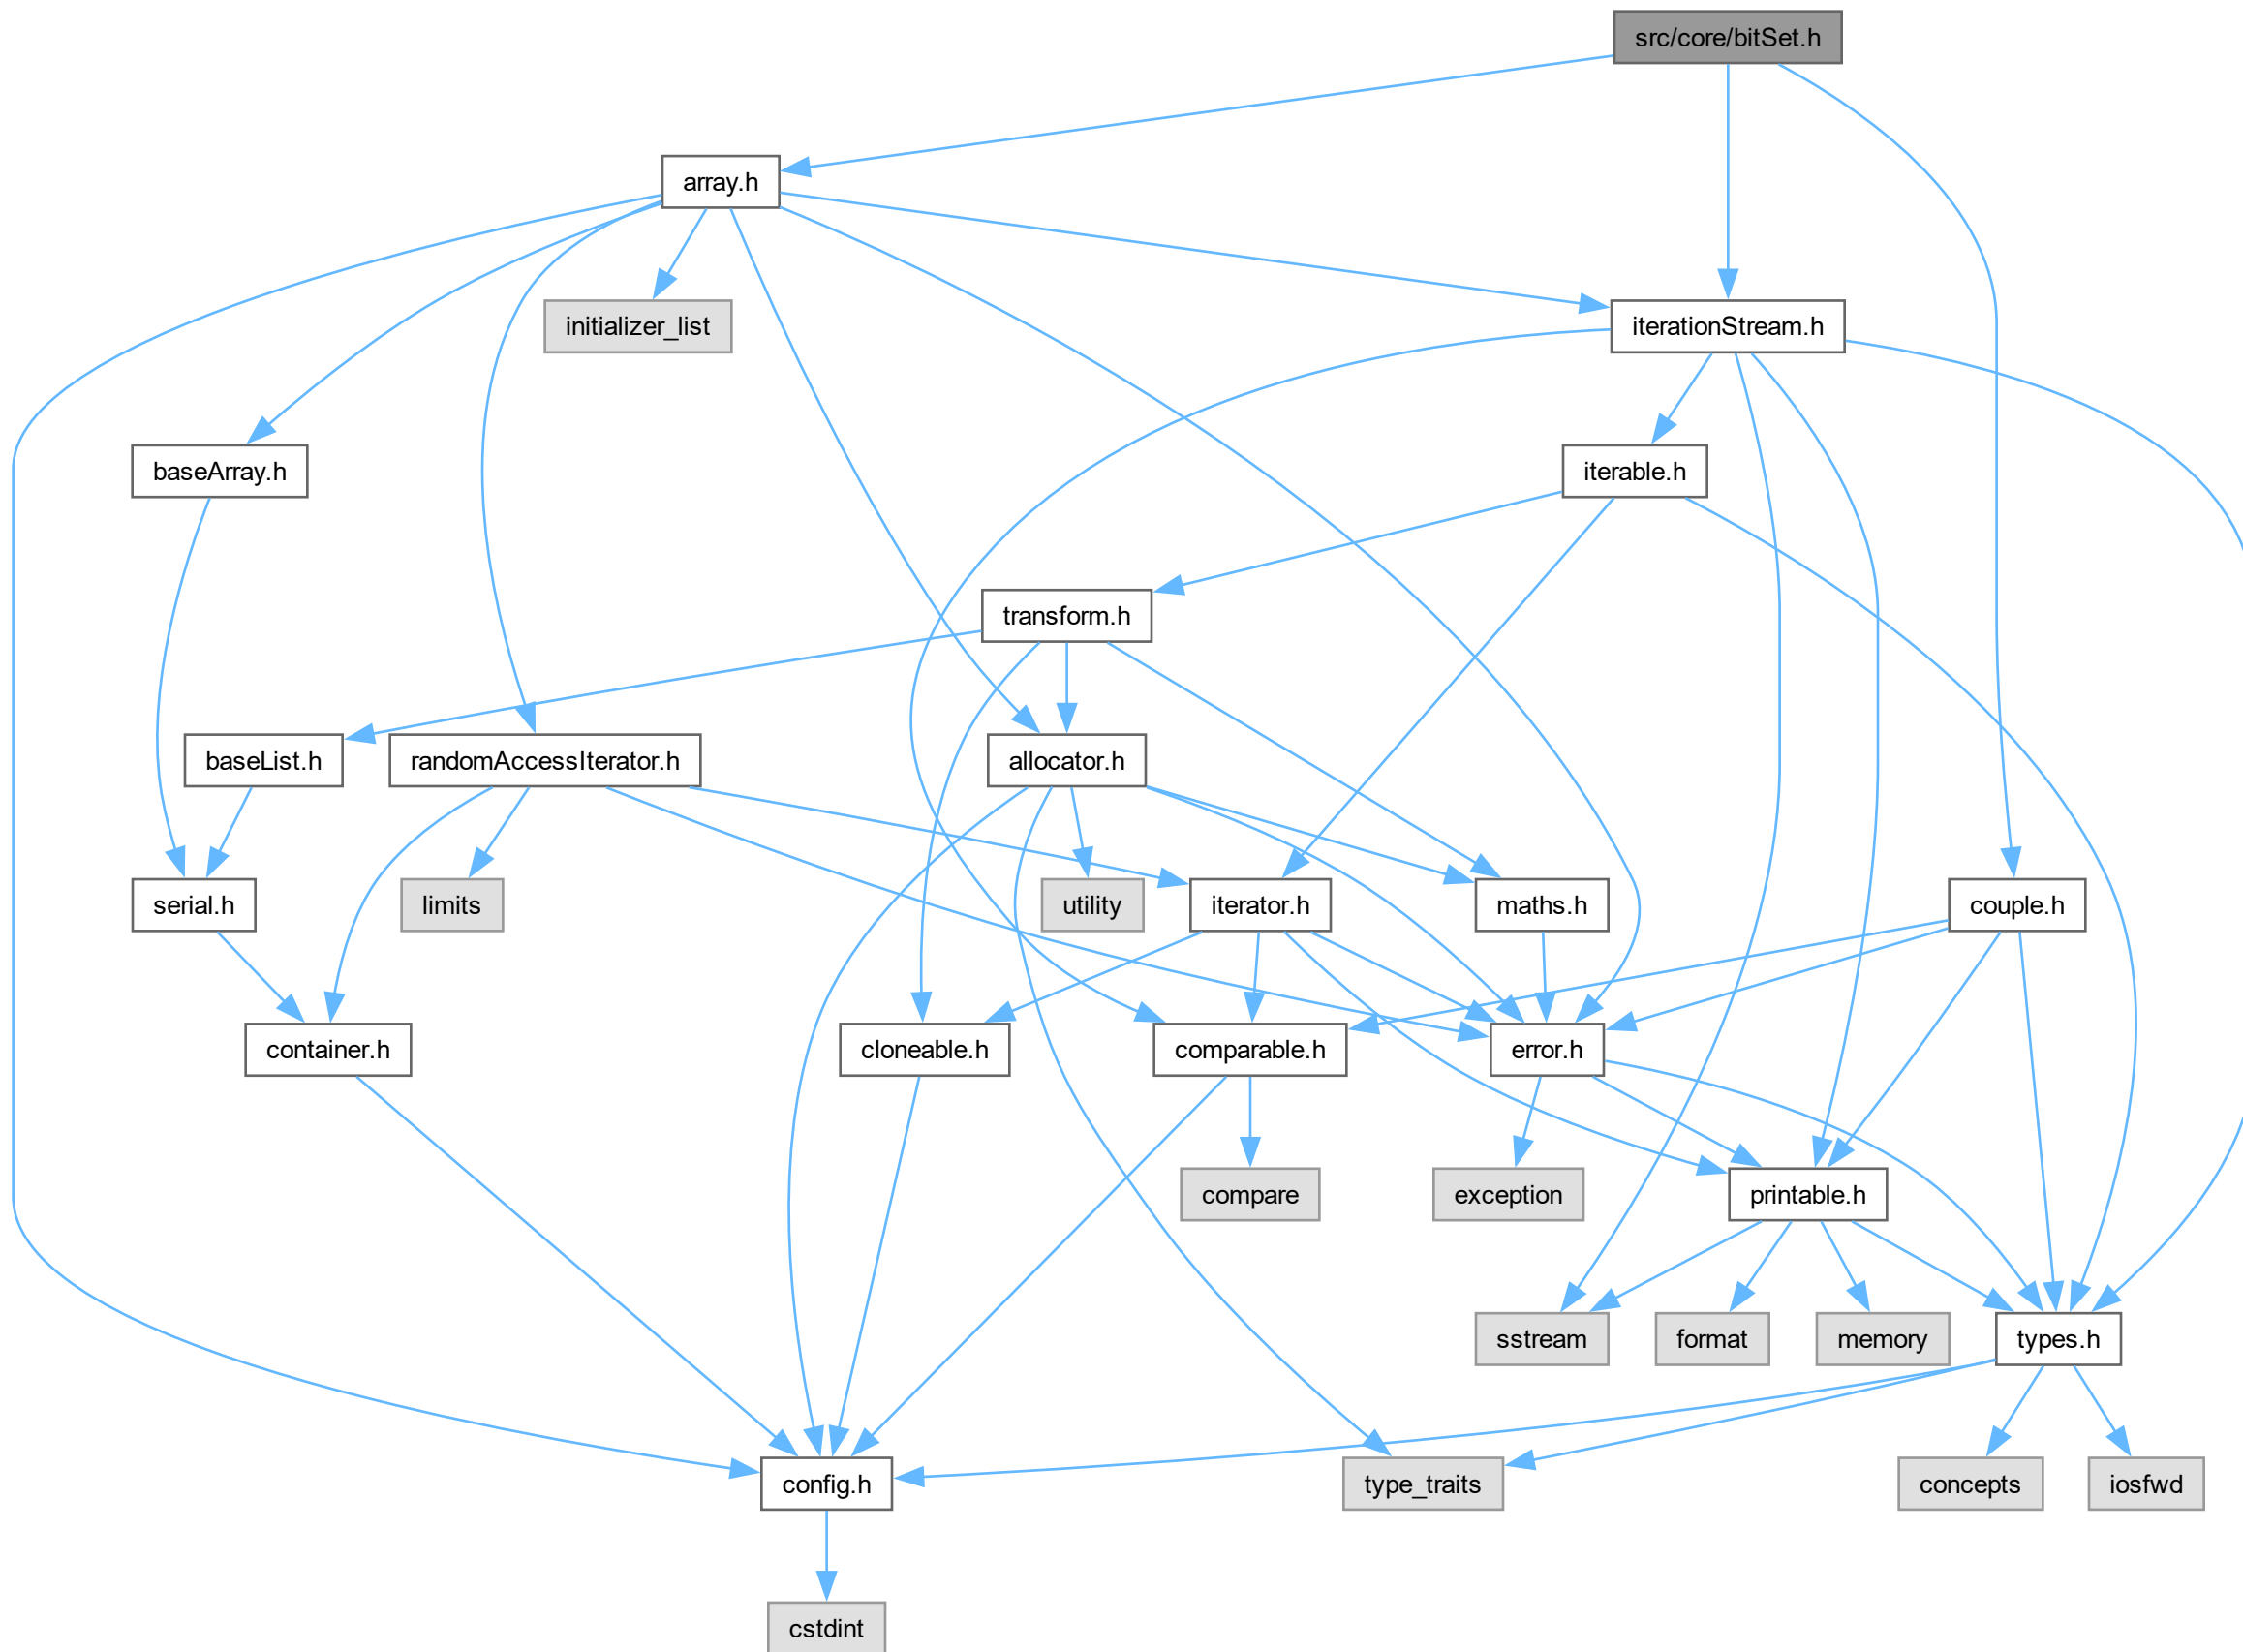 src/core/bitSet.h
array.h
initializer_list
iterationStream.h
baseArray.h
iterable.h
transform.h
baseList.h
randomAccessIterator.h
allocator.h
serial.h
limits
utility
iterator.h
maths.h
couple.h
container.h
cloneable.h
comparable.h
error.h
compare
exception
printable.h
sstream
format
memory
types.h
config.h
type_traits
concepts
iosfwd
cstdint